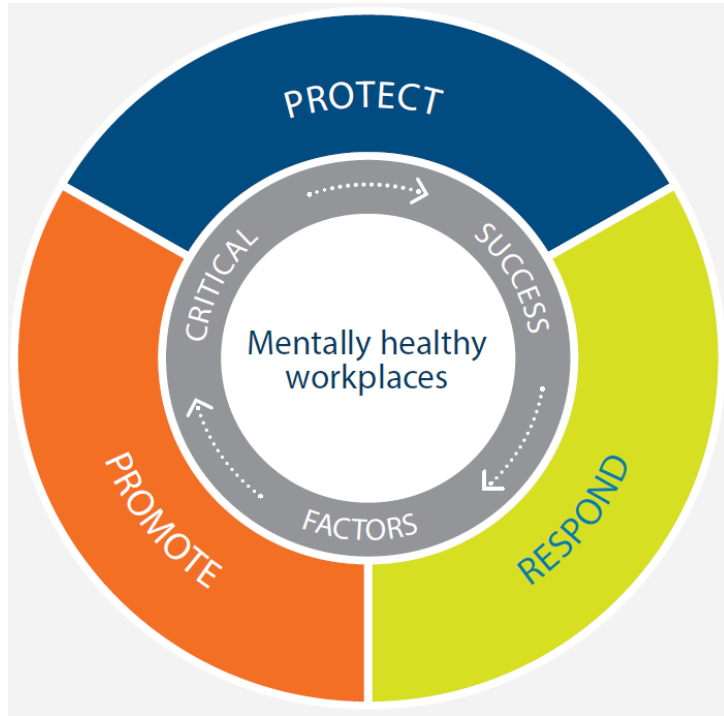 PROTECT
CRITICAL
SUCCESS
FACTORS
Mentally healthy
workplaces
PROMOTE
RESPOND